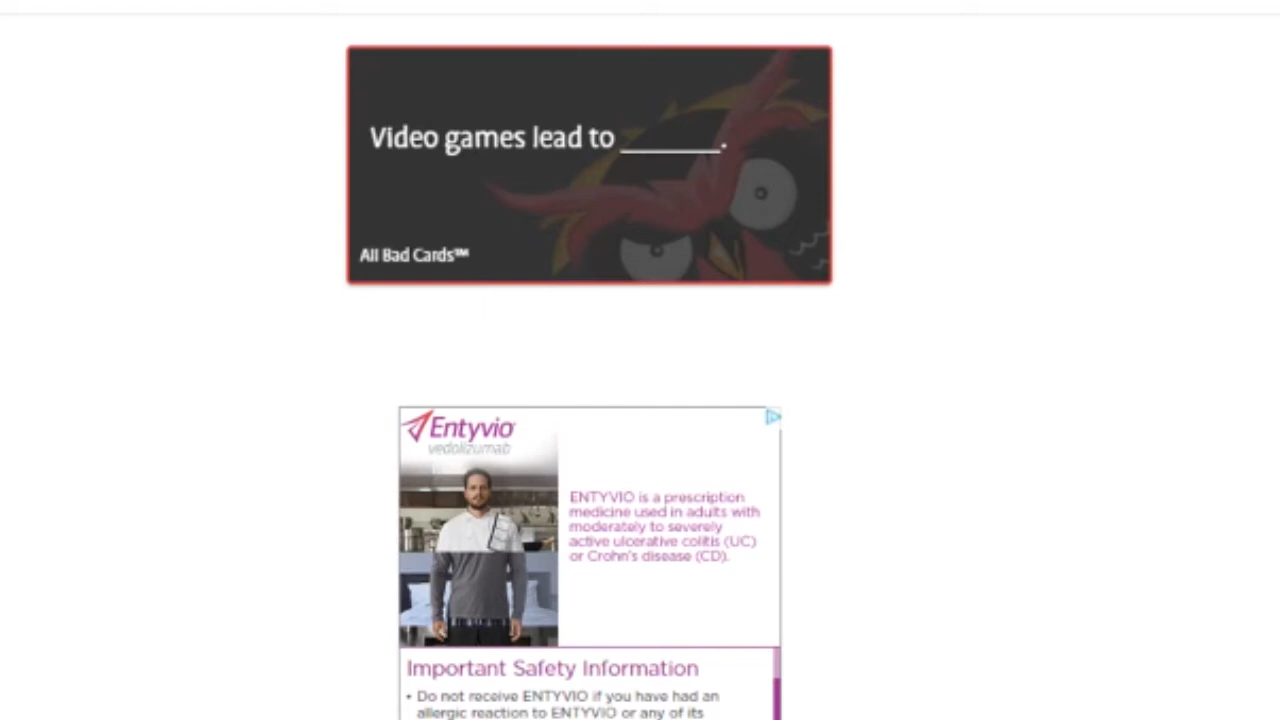 Video games lead to ________.
All Bad Cards™
Entyvio
vedolizumab
ENTYVIO is a prescription
medicine used in adults with
moderately to severely
active ulcerative colitis (UC)
or Crohn's disease (CD).
Important Safety Information
• Do not receive ENTYVIO if you have had an
allergic reaction to ENTYVIO or any of its